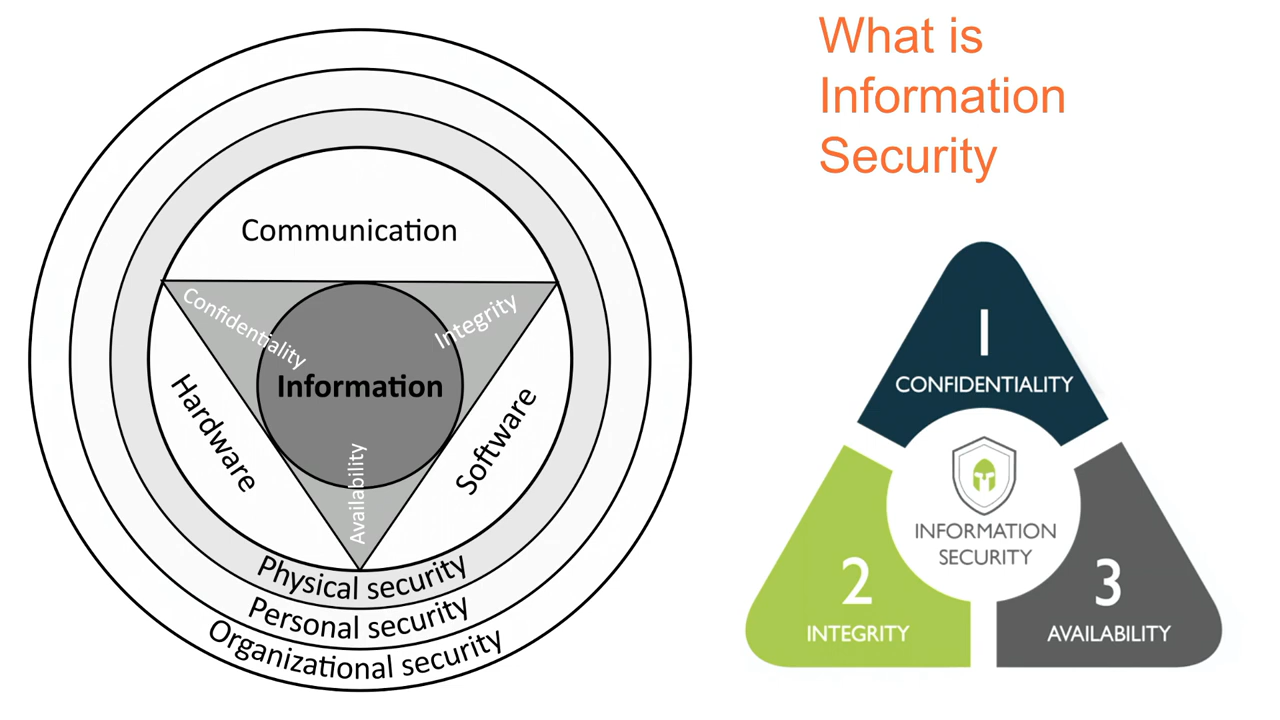 What is
Information
Security
Communication
Confidentiality
Integrity
Information
Availability
Hardware
Software
Physical security
Personal security
Organizational security
1
CONFIDENTIALITY
INFORMATION
SECURITY
2
INTEGRITY
3
AVAILABILITY